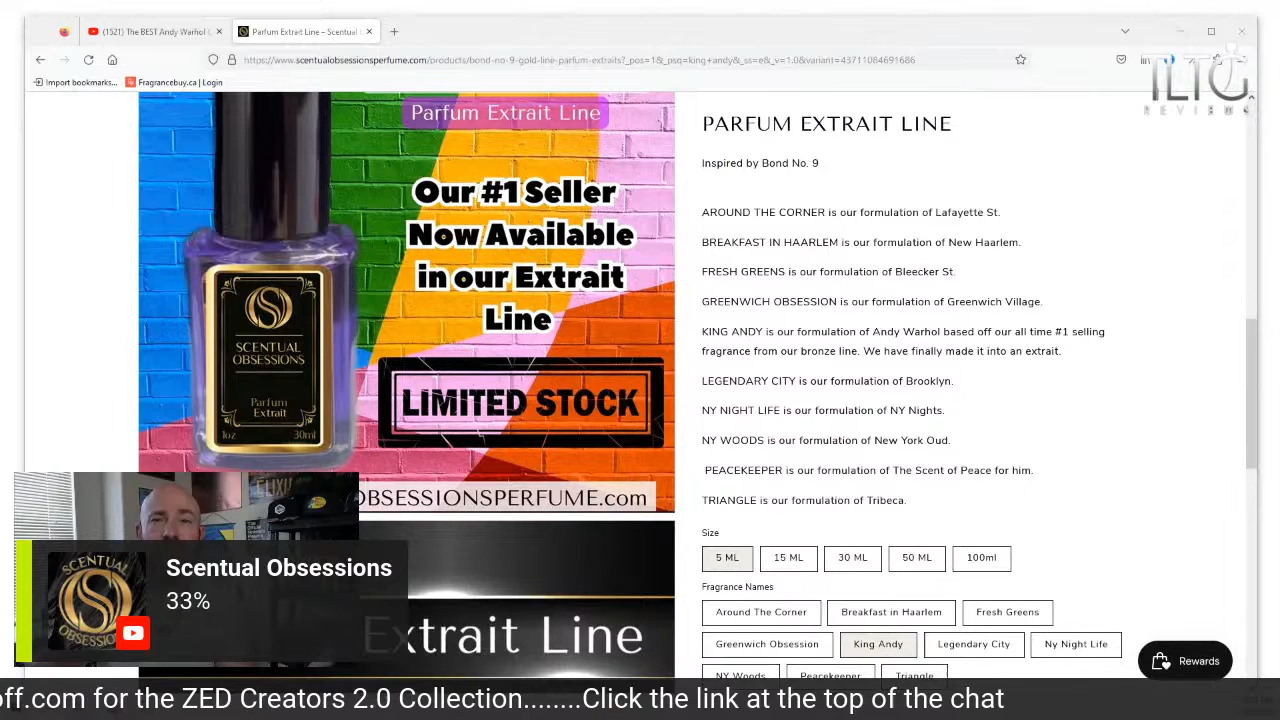 (1521) The BEST Andy Warhol
Parfum Extrait Line – Scentual
https://www.scentualobsessionsperfume.com/products/bond-no-9-gold-line-parfum-extraits?_pos=1&_psq=king+andy&_ss=e&_v=1.0&variant=43711084691686
Import bookmarks...
Fragrancebuy.ca | Login
REVIEWS
Parfum Extrait Line
Our #1 Seller
Now Available
in our Extrait
Line
LIMITED STOCK
SCENTUAL
OBSESSIONS
Parfum
Extrait
1oz 30ml
OBSESSIONSPERFUME.com
Extrait Line
PARFUM EXTRAIT LINE
Inspired by Bond No. 9
AROUND THE CORNER is our formulation of Lafayette St.
BREAKFAST IN HAARLEM is our formulation of New Haarlem.
FRESH GREENS is our formulation of Bleecker St.
GREENWICH OBSESSION is our formulation of Greenwich Village.
KING ANDY is our formulation of Andy Warhol based off our all time #1 selling
fragrance from our bronze line. We have finally made it into an extrait.
LEGENDARY CITY is our formulation of Brooklyn.
NY NIGHT LIFE is our formulation of NY Nights.
NY WOODS is our formulation of New York Oud.
PEACEKEEPER is our formulation of The Scent of Peace for him.
TRIANGLE is our formulation of Tribeca.
Size
5 ML 15 ML 30 ML 50 ML 100ml
Fragrance Names
Around The Corner Breakfast in Haarlem Fresh Greens
Greenwich Obsession King Andy Legendary City Ny Night Life
NY Woods Peacekeeper Triangle
Rewards
SCENTUAL
Scentual Obsessions
33%
off.com for the ZED Creators 2.0 Collection........Click the link at the top of the chat